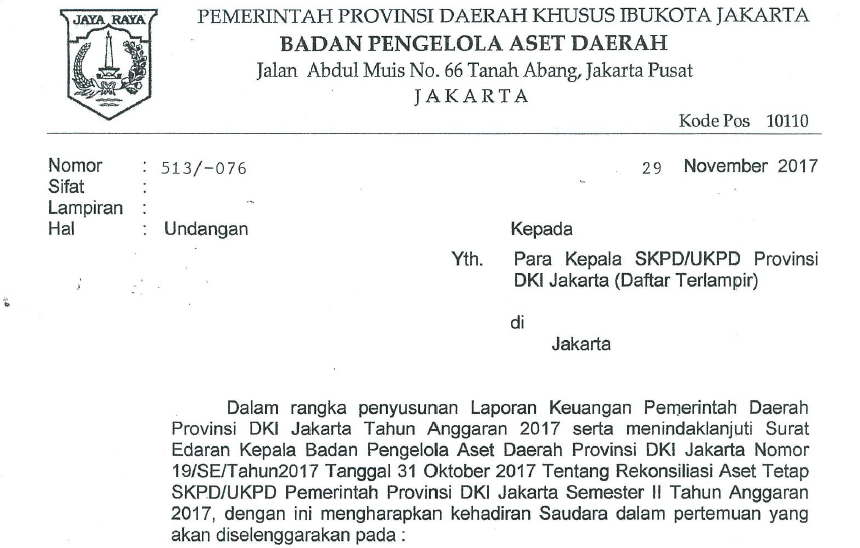 JAYA RAYA
PEMERINTAH PROVINSI DAERAH KHUSUS IBUKOTA JAKARTA
BADAN PENGELOLA ASET DAERAH
Jalan Abdul Muis No. 66 Tanah Abang, Jakarta Pusat
J A K A R T A
Kode Pos 10110
Nomor : 513/-076 29 November 2017
Sifat :
Lampiran :
Hal : Undangan Kepada
Yth. Para Kepala SKPD/UKPD Provinsi
DKI Jakarta (Daftar Terlampir)
di
Jakarta
Dalam rangka penyusunan Laporan Keuangan Pemerintah Daerah
Provinsi DKI Jakarta Tahun Anggaran 2017 serta menindaklanjuti Surat
Edaran Kepala Badan Pengelola Aset Daerah Provinsi DKI Jakarta Nomor
19/SE/Tahun2017 Tanggal 31 Oktober 2017 Tentang Rekonsiliasi Aset Tetap
SKPD/UKPD Pemerintah Provinsi DKI Jakarta Semester II Tahun Anggaran
2017, dengan ini mengharapkan kehadiran Saudara dalam pertemuan yang
akan diselenggarakan pada :